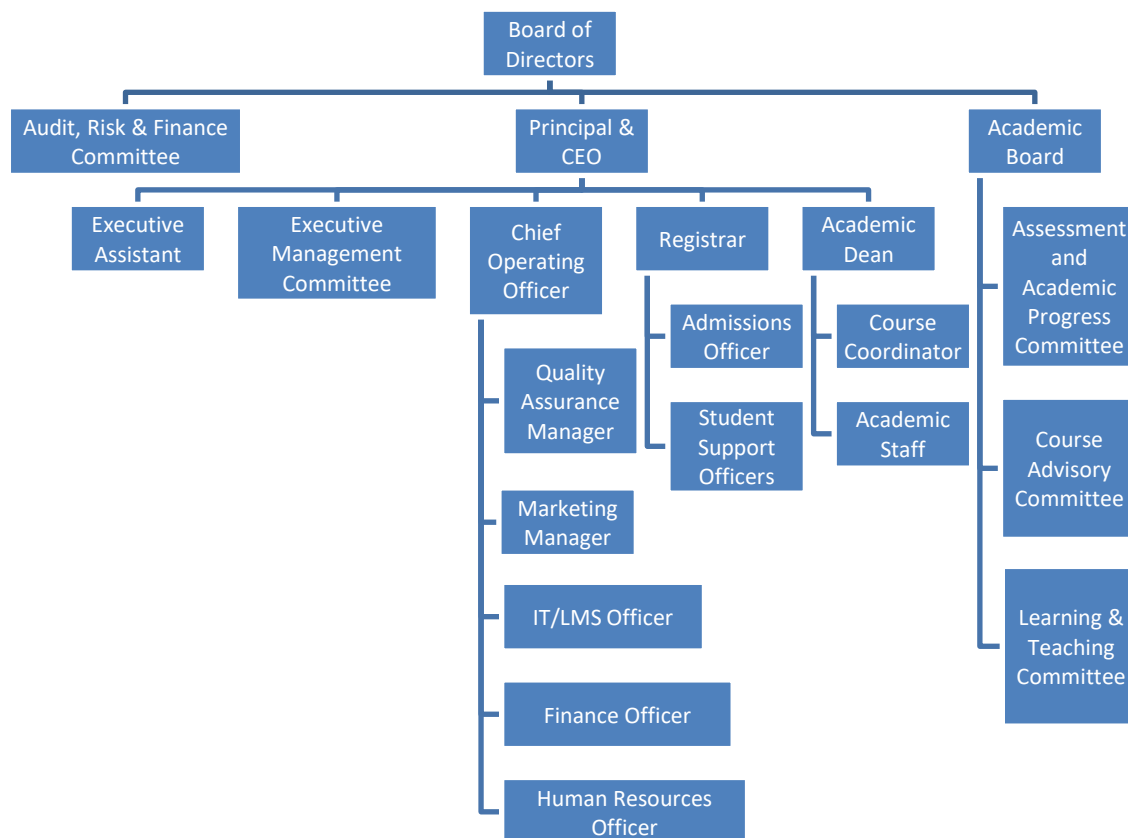 Board of
Directors
Audit, Risk & Finance
Committee
Principal &
CEO
Academic
Board
Executive
Assistant
Executive
Management
Committee
Chief
Operating
Officer
Registrar
Academic
Dean
Assessment
and
Academic
Progress
Committee
Admissions
Officer
Course
Coordinator
Quality
Assurance
Manager
Student
Support
Officers
Academic
Staff
Course
Advisory
Committee
Marketing
Manager
IT/LMS Officer
Learning &
Teaching
Committee
Finance Officer
Human Resources
Officer